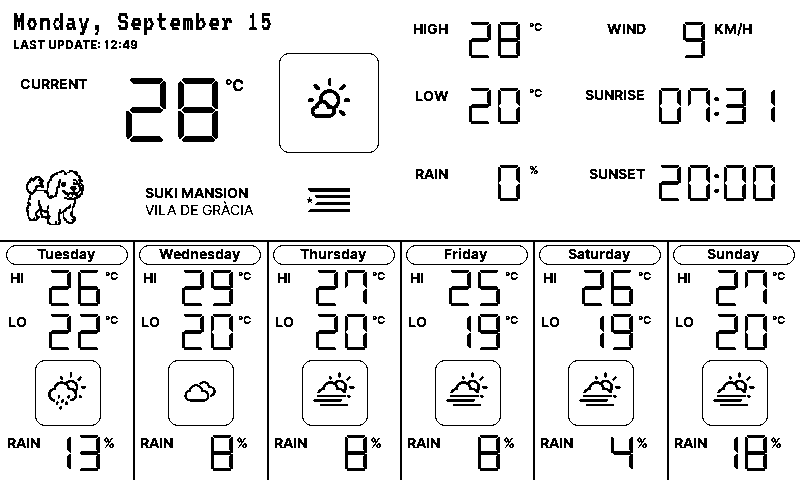 Monday, September 15
LAST UPDATE: 12:49
CURRENT 28 °C
SUKI MANSION
VILA DE GRÀCIA
HIGH 28 °C
LOW 20 °C
RAIN 0 %
WIND 9 KM/H
SUNRISE 07:31
SUNSET 20:00
Tuesday
HI 26 °C
LO 22 °C
RAIN 13 %
Wednesday
HI 29 °C
LO 20 °C
RAIN 8 %
Thursday
HI 27 °C
LO 20 °C
RAIN 8 %
Friday
HI 25 °C
LO 19 °C
RAIN 8 %
Saturday
HI 26 °C
LO 19 °C
RAIN 4 %
Sunday
HI 27 °C
LO 20 °C
RAIN 18 %